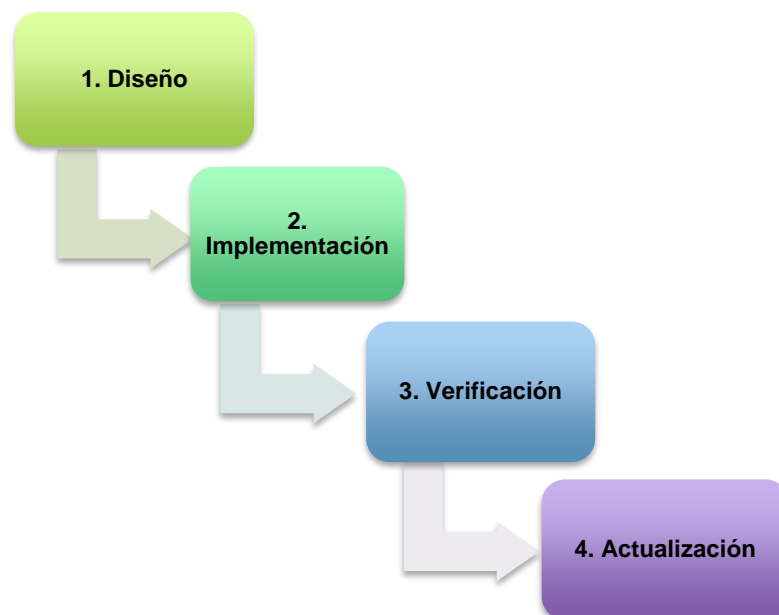 1. Diseño
2.
Implementación
3. Verificación
4. Actualización